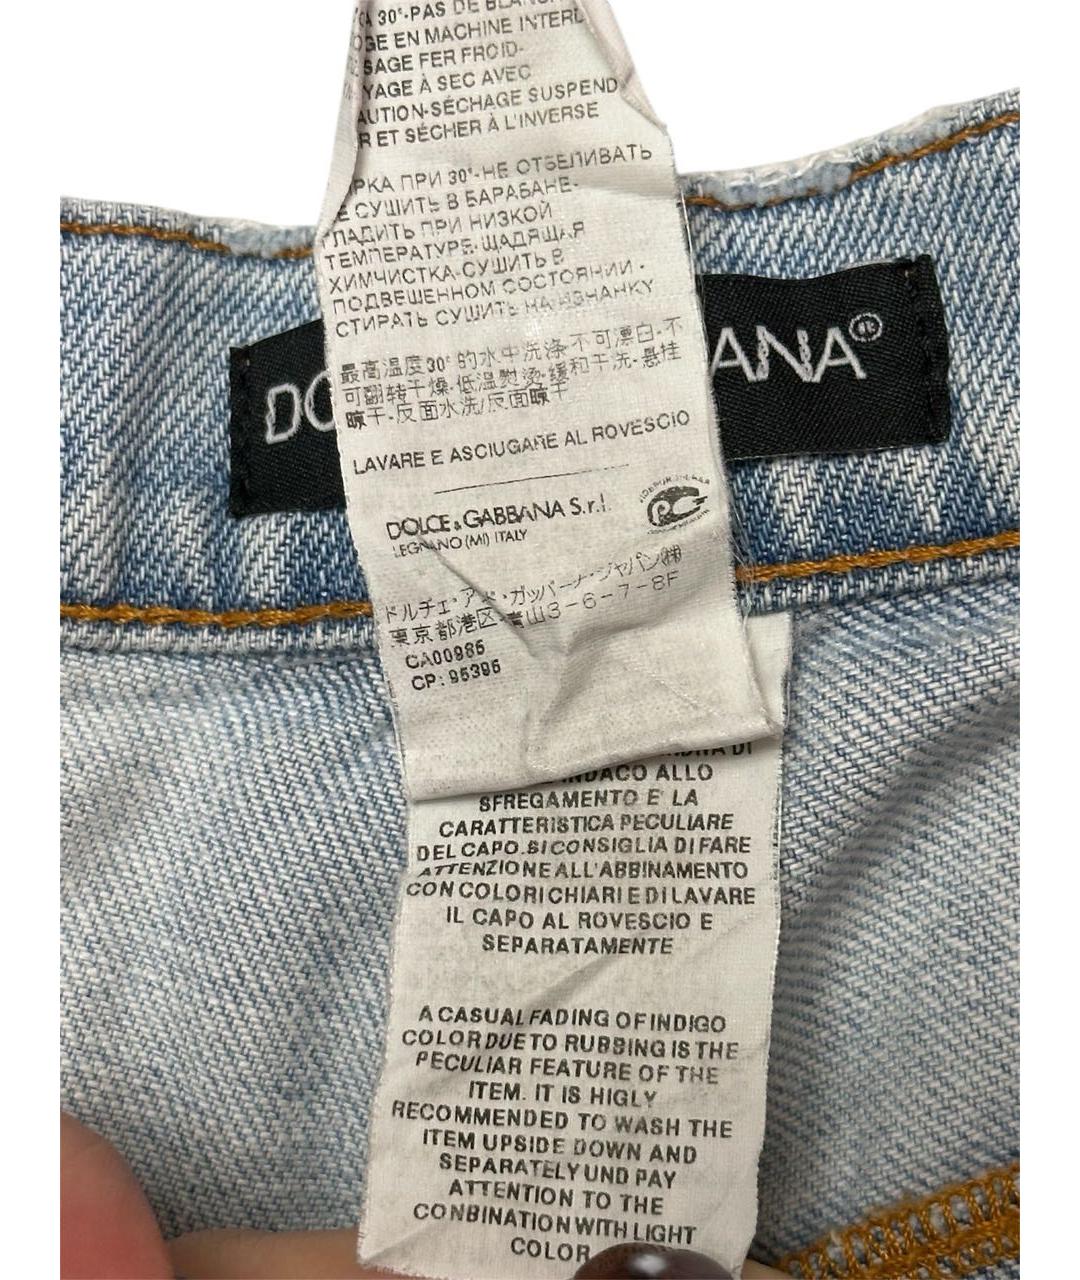 30°-PAS DE
EN MACHINE
SAGE FER FROID-
YAGE À SEC AVEC
AUTION-SÉCHAGE SUSPEND
R ET SÉCHER À L'INVERSE
РКА ПРИ 30°-НЕ ОТБЕЛИВАТЬ
Е СУШИТЬ В БАРАБАНЕ-
ГЛАДИТЬ ПРИ НИЗКОЙ
ТЕМПЕРАТУРЕ-ЩАДЯЩАЯ
ХИМЧИСТКА-СУШИТЬ В
ПОДВЕШЕННОМ СОСТОЯНИИ-
СТИРАТЬ СУШИТЬ НА ИЗНАНКУ
最高温度30°的水中洗涤-不可漂白-不
可翻转干燥-低温熨烫-缓和干洗-悬挂
晾干-反面水洗/反面晾干
LAVARE E ASCIUGARE AL ROVESCIO
DO ANA®
DOLCE & GABBANA S.r.l.
LEGNANO (MI) ITALY
ドルチェ・アンド・ガッバーナ・ジャパン㈱
東京都港区 青山3-6-7-8F
CA00985
CP: 95395
DI
INDACO ALLO
SFREGAMENTO E' LA
CARATTERISTICA PECULIARE
DEL CAPO.SI CONSIGLIA DI FARE
ATTENZIONE ALL'ABBINAMENTO
CON COLORI CHIARI E DI LAVARE
IL CAPO AL ROVESCIO E
SEPARATAMENTE
A CASUAL FADING OF INDIGO
COLOR DUE TO RUBBING IS THE
PECULIAR FEATURE OF THE
ITEM. IT IS HIGLY
RECOMMENDED TO WASH THE
ITEM UPSIDE DOWN AND
SEPARATELY UND PAY
ATTENTION TO THE
CONBINATION WITH LIGHT
COLOR